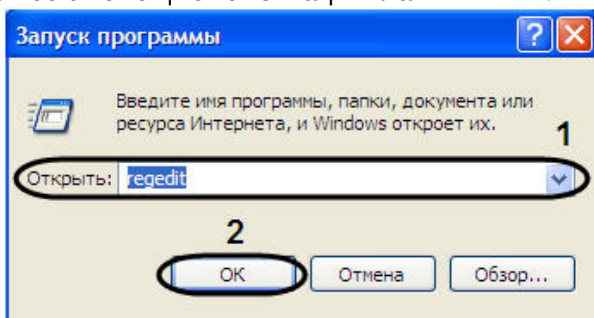 Запуск программы
Введите имя программы, папки, документа или
ресурса Интернета, и Windows откроет их.
1
Открыть: regedit
2
ОК Отмена Обзор...